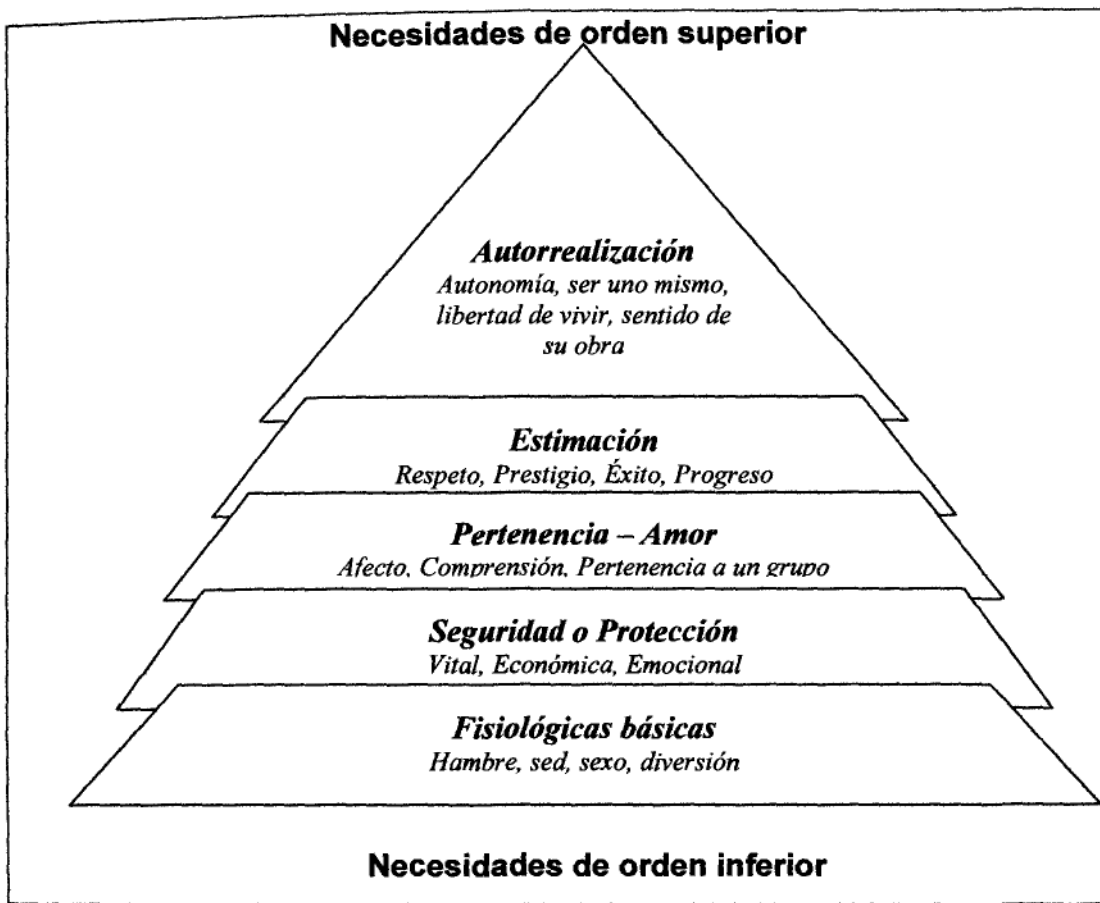 Necesidades de orden superior
Autorrealización
Autonomía, ser uno mismo,
libertad de vivir, sentido de
su obra
Estimación
Respeto, Prestigio, Éxito, Progreso
Pertenencia – Amor
Afecto, Comprensión, Pertenencia a un grupo
Seguridad o Protección
Vital, Económica, Emocional
Fisiológicas básicas
Hambre, sed, sexo, diversión
Necesidades de orden inferior